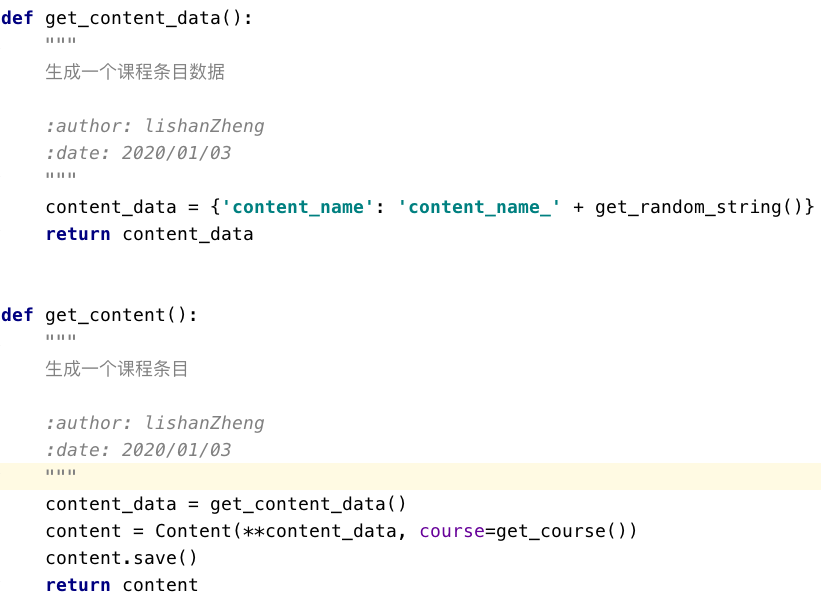 def get_content_data():
    """
    生成一个课程条目数据

    :author: lishanZheng
    :date: 2020/01/03
    """
    content_data = {'content_name': 'content_name_' + get_random_string()}
    return content_data


def get_content():
    """
    生成一个课程条目

    :author: lishanZheng
    :date: 2020/01/03
    """
    content_data = get_content_data()
    content = Content(**content_data, course=get_course())
    content.save()
    return content